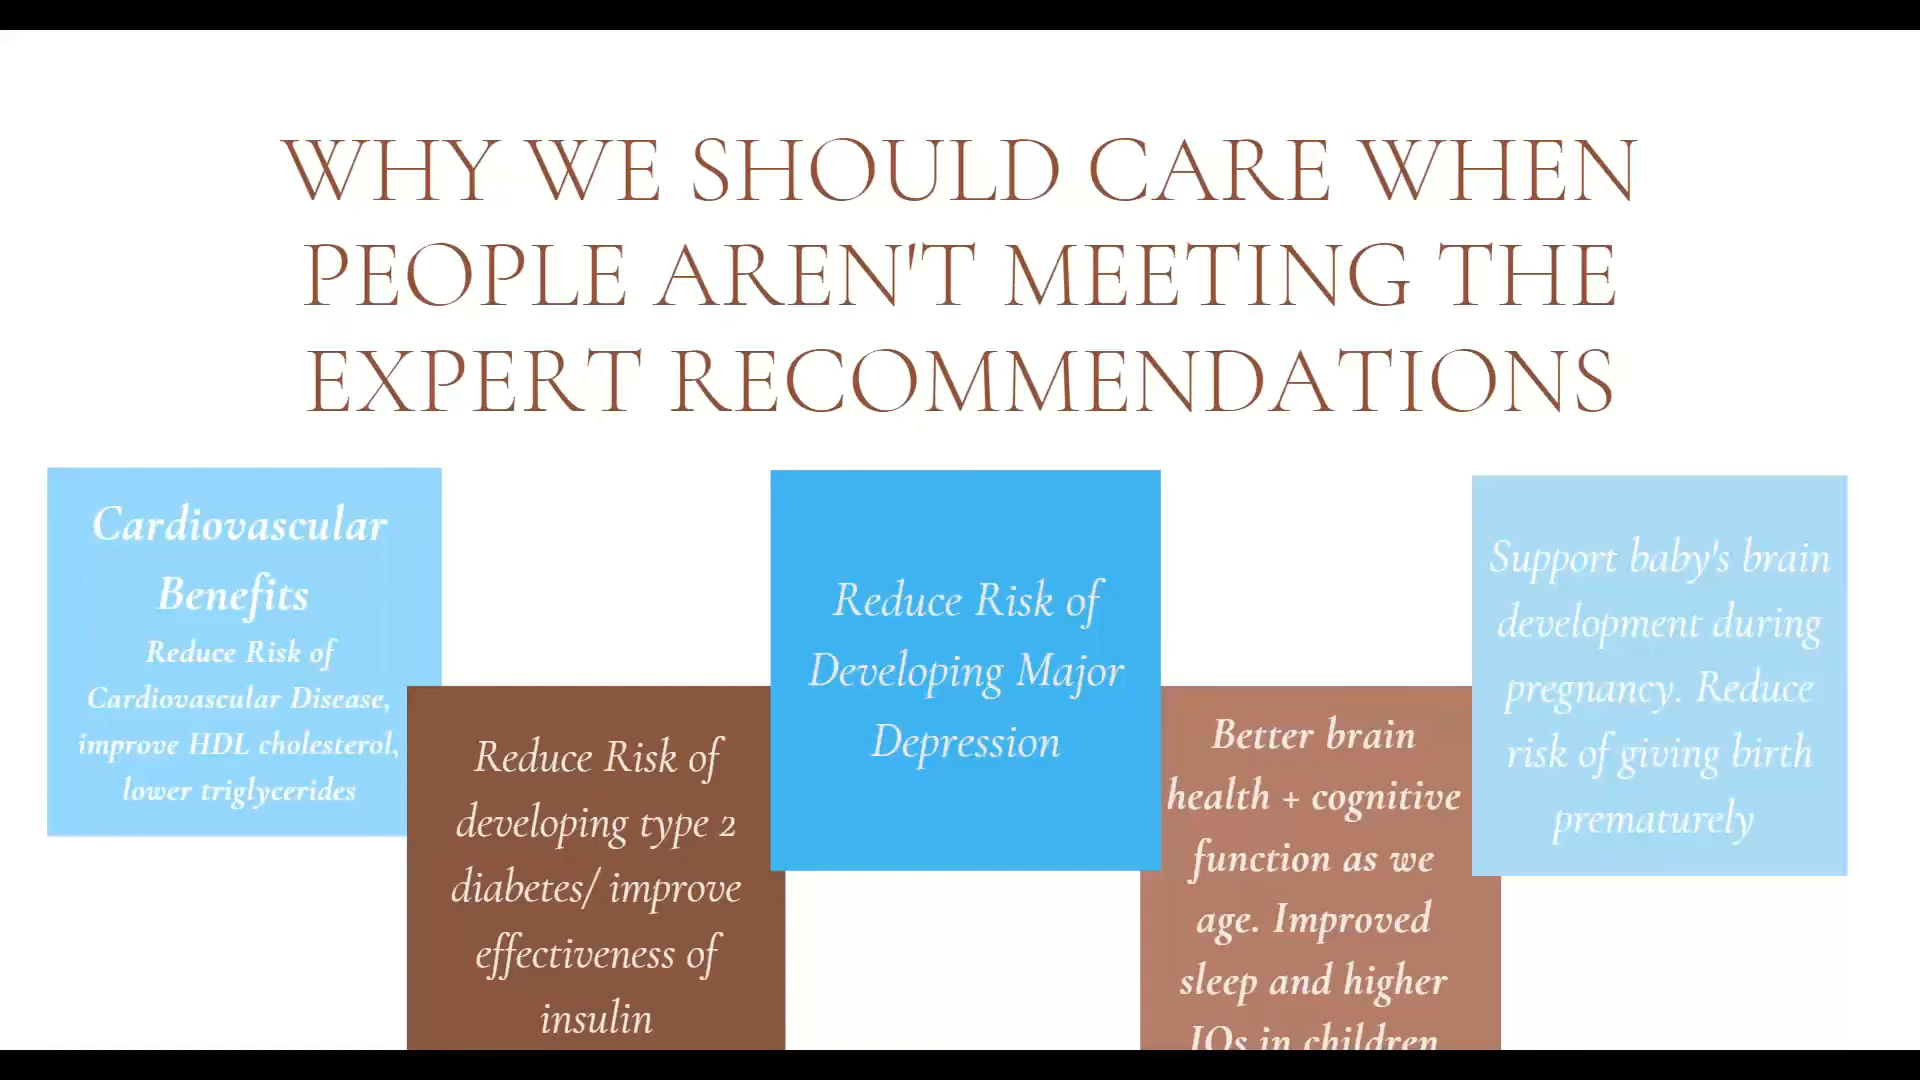 WHY WE SHOULD CARE WHEN
PEOPLE AREN'T MEETING THE
EXPERT RECOMMENDATIONS
Cardiovascular
Benefits
Reduce Risk of
Cardiovascular Disease,
improve HDL cholesterol,
lower triglycerides
Reduce Risk of
developing type 2
diabetes/ improve
effectiveness of
insulin
Reduce Risk of
Developing Major
Depression
Better brain
health + cognitive
function as we
age. Improved
sleep and higher
IQs in children
Support baby's brain
development during
pregnancy. Reduce
risk of giving birth
prematurely